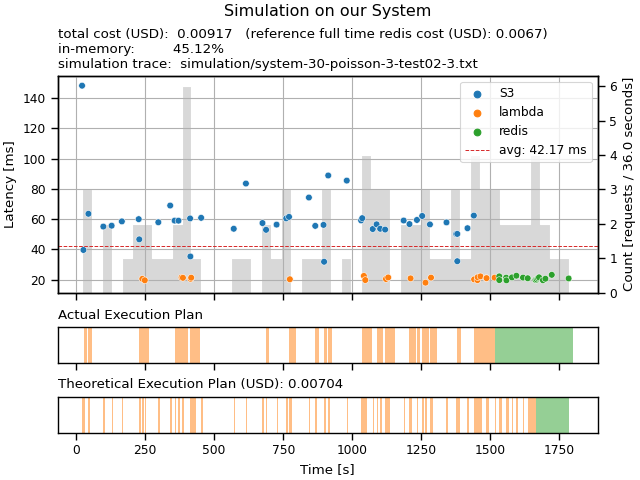 Simulation on our System
total cost (USD): 0.00917 (reference full time redis cost (USD): 0.0067)
in-memory: 45.12%
simulation trace: simulation/system-30-poisson-3-test02-3.txt
S3
lambda
redis
avg: 42.17 ms
Latency [ms]
140
120
100
80
60
40
20
Count [requests / 36.0 seconds]
6
5
4
3
2
1
0
Actual Execution Plan
Theoretical Execution Plan (USD): 0.00704
0 250 500 750 1000 1250 1500 1750
Time [s]